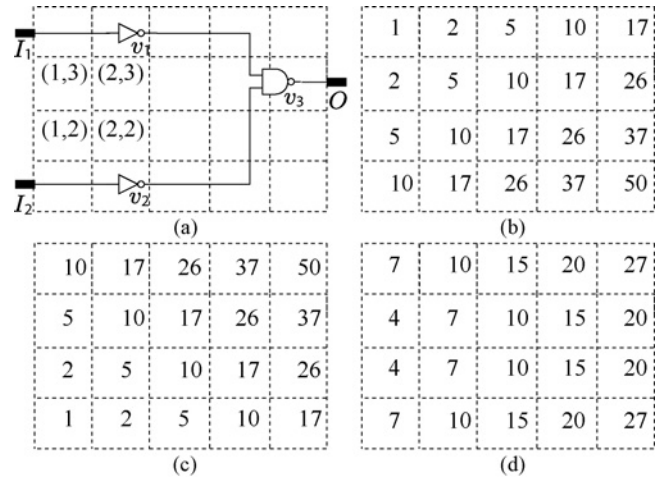 I₁ v₁
(1,3) (2,3)
v₃ O
(1,2) (2,2)
I₂ v₂
(a)
1 2 5 10 17
2 5 10 17 26
5 10 17 26 37
10 17 26 37 50
(b)
10 17 26 37 50
5 10 17 26 37
2 5 10 17 26
1 2 5 10 17
(c)
7 10 15 20 27
4 7 10 15 20
4 7 10 15 20
7 10 15 20 27
(d)